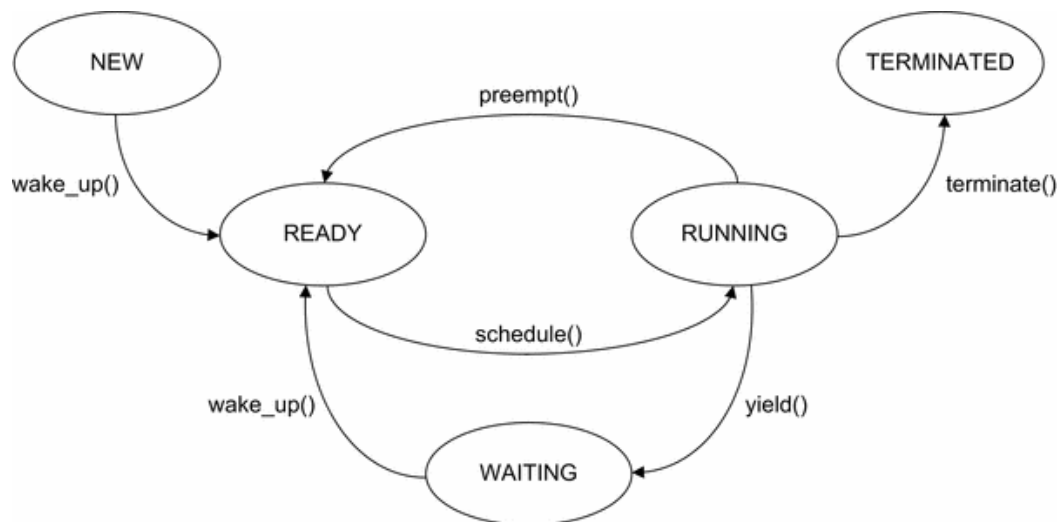 NEW
TERMINATED
preempt()
wake_up()
terminate()
READY
RUNNING
schedule()
wake_up()
yield()
WAITING